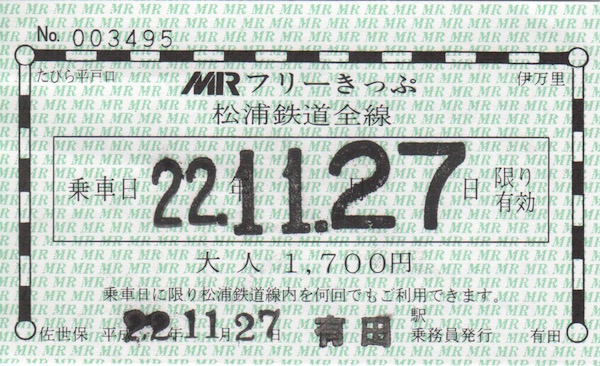 No. 003495
たびら平戸口 MRフリーきっぷ 伊万里
松浦鉄道全線
乗車日 22.年11.月27日 限り有効
大人 1,700円
乗車日に限り松浦鉄道線内を何回でもご利用できます。
佐世保 平成22年11月27日 有田駅乗務員発行 有田